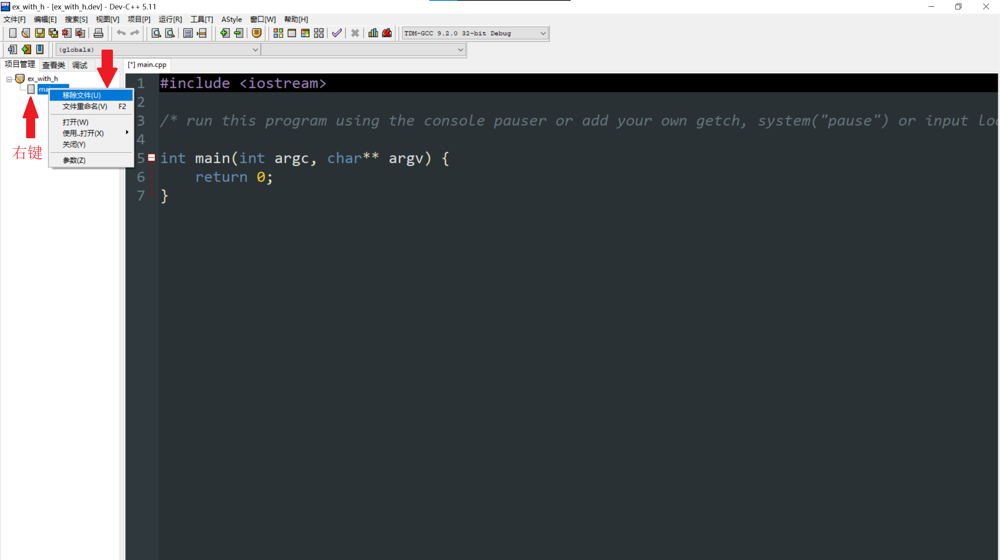 ex_with_h - [ex_with_h.dev] - Dev-C++ 5.11
文件[F] 编辑[E] 搜索[S] 视图[V] 项目[P] 运行[R] 工具[T] AStyle 窗口[W] 帮助[H]
TDM-GCC 9.2.0 32-bit Debug
(globals)
项目管理 查看类 调试
[*] main.cpp
ex_with_h
移除文件(U)
文件重命名(V) F2
打开(W)
使用..打开(X)
关闭(Y)
参数(Z)
右键
1 #include <iostream>
2
3 /* run this program using the console pauser or add your own getch, system("pause") or input
4
5 int main(int argc, char** argv) {
6 return 0;
7 }